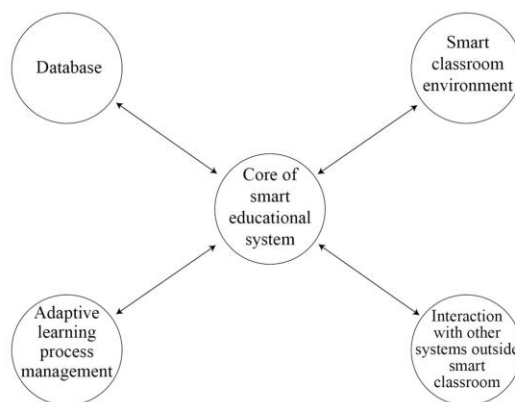 Database
Smart
classroom
environment
Core of
smart
educational
system
Adaptive
learning
process
management
Interaction
with other
systems outside
smart
classroom